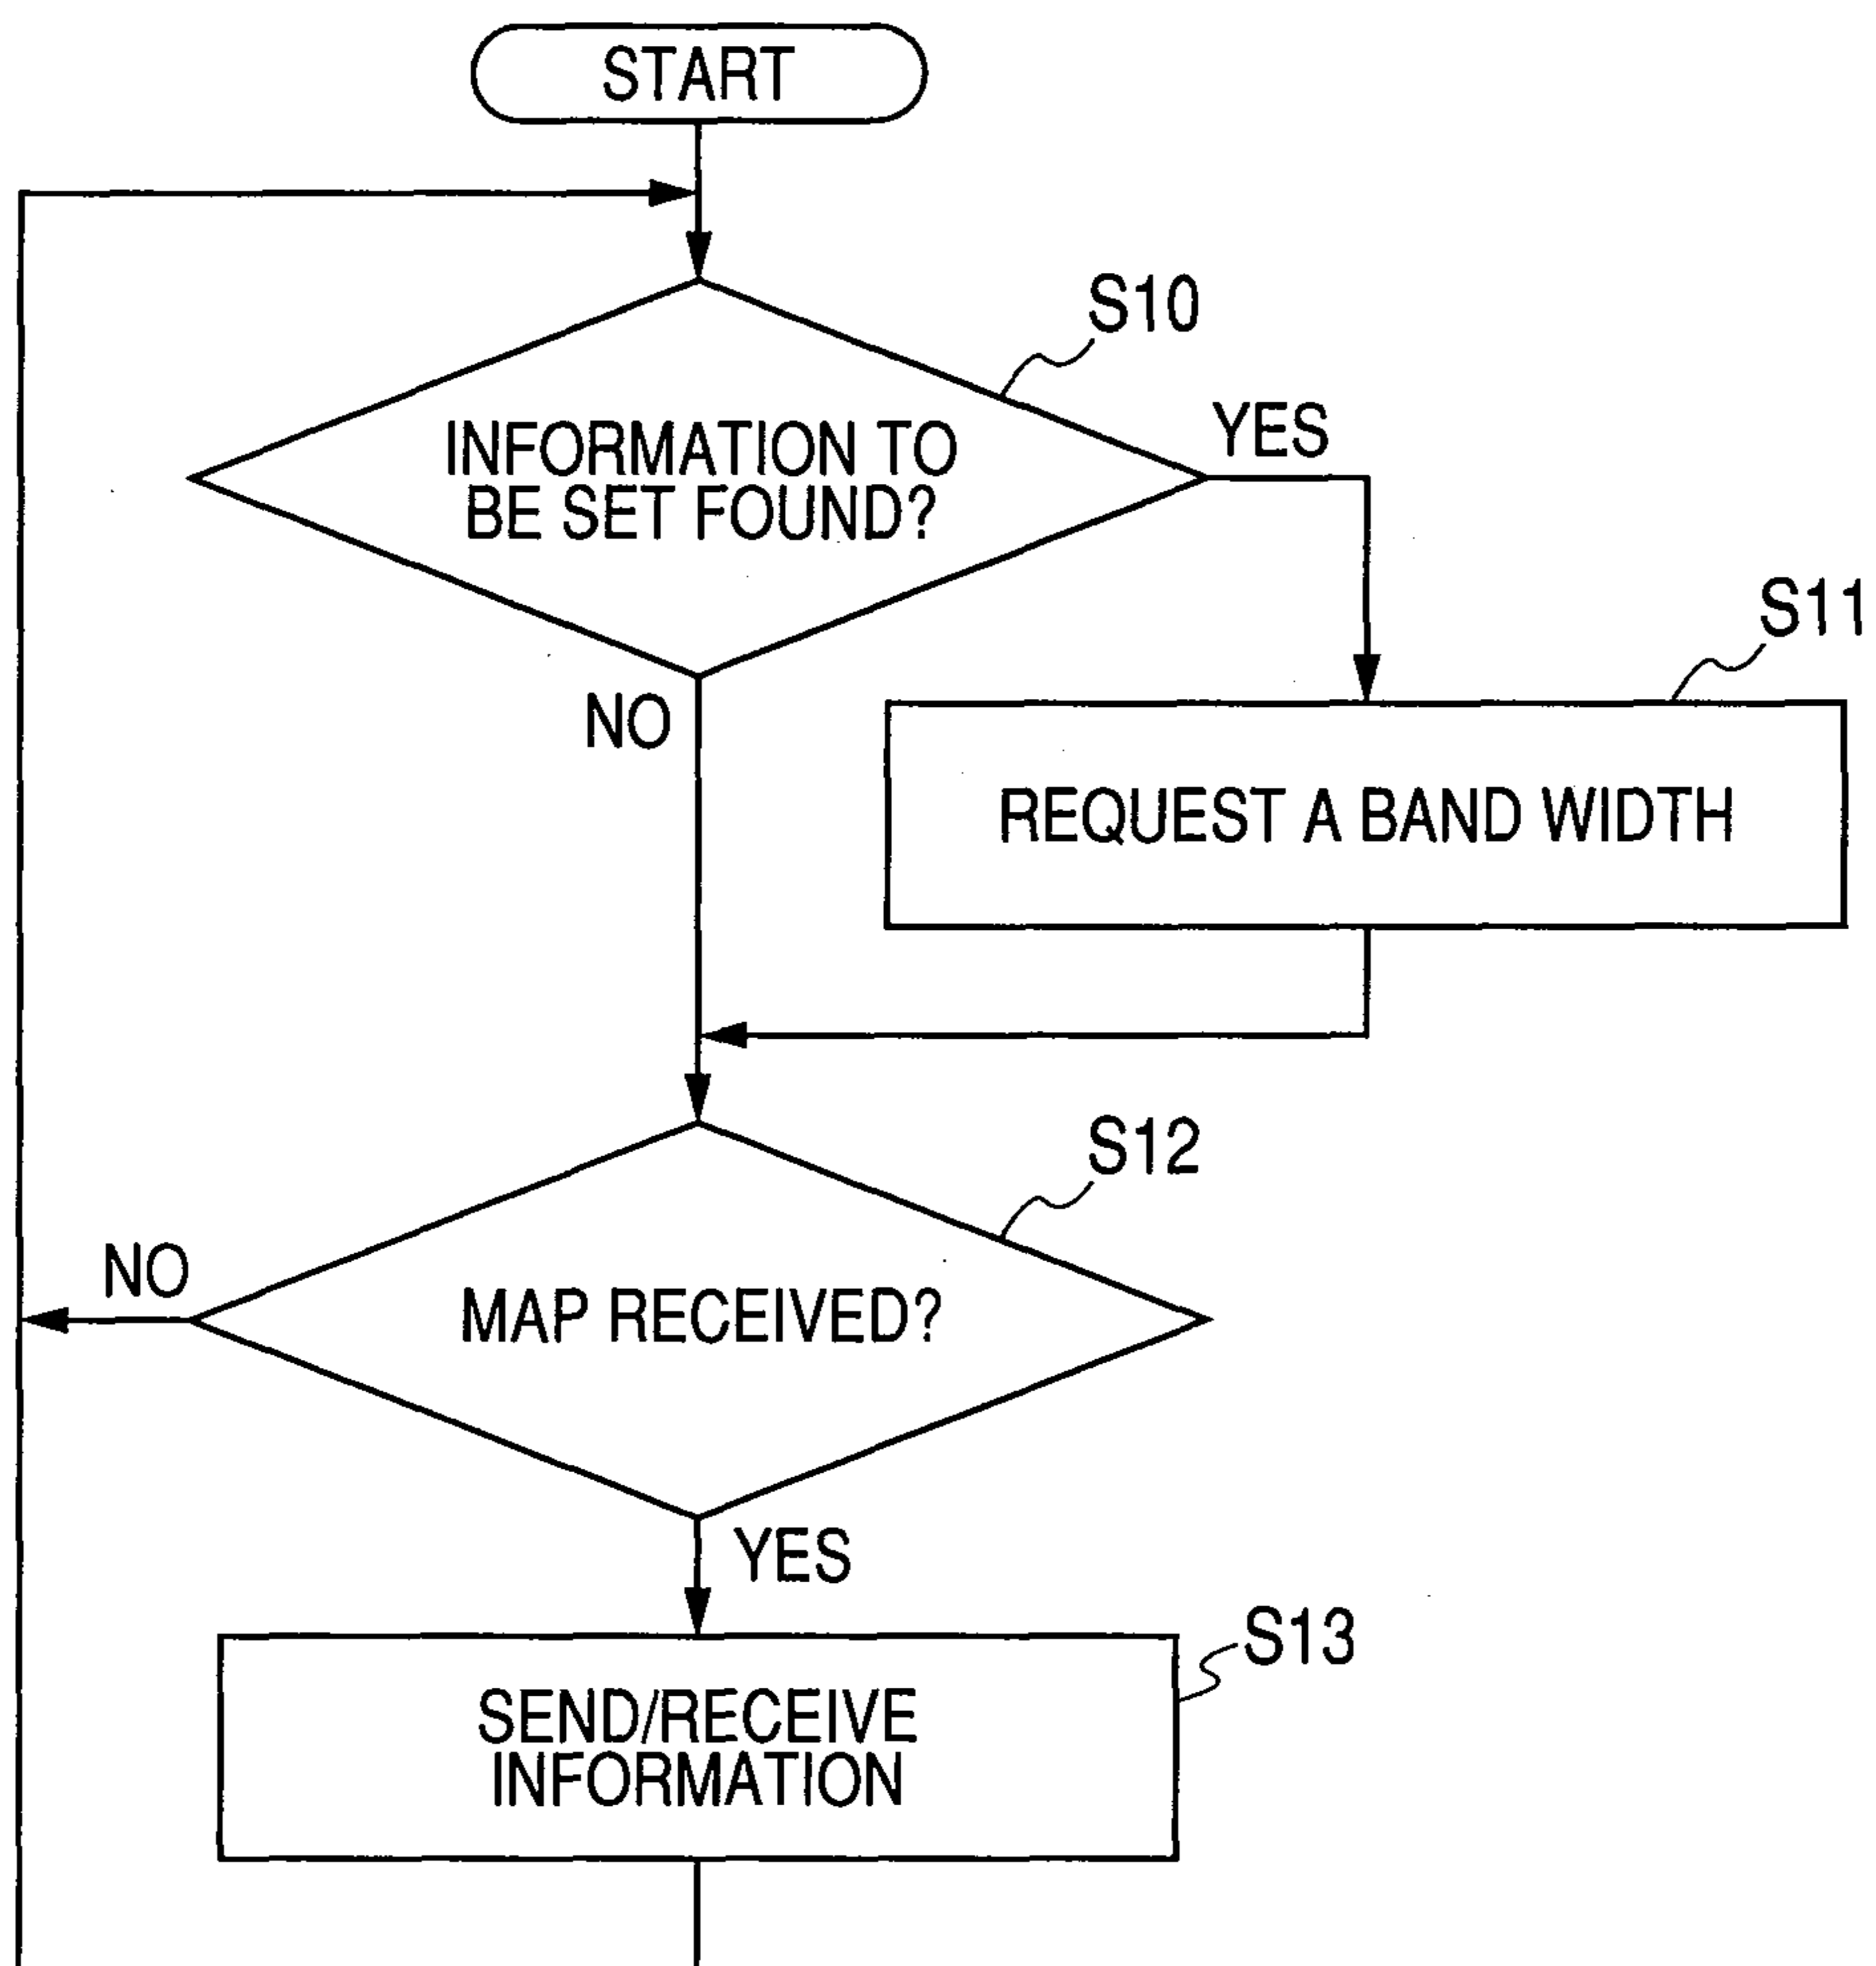 START
S10
INFORMATION TO
BE SET FOUND?
YES
S11
NO
REQUEST A BAND WIDTH
S12
NO
MAP RECEIVED?
YES
S13
SEND/RECEIVE
INFORMATION